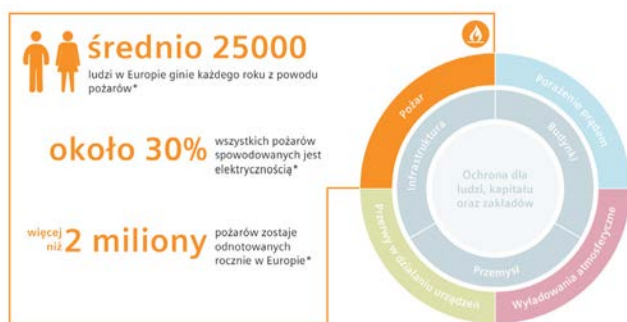 średnio 25000
ludzi w Europie ginie każdego roku z powodu
pożarów*
około 30%
wszystkich pożarów
spowodowanych jest
elektrycznością*
więcej
niż
2 miliony
pożarów zostaje
odnotowanych
rocznie w Europie*
Pożar
Porażenie prądem
Infrastruktura
Budynki
Ochrona dla
ludzi, kapitału
oraz zakładów
Przemysł
Przerwy w działaniu urządzeń
Wyładowania atmosferyczne